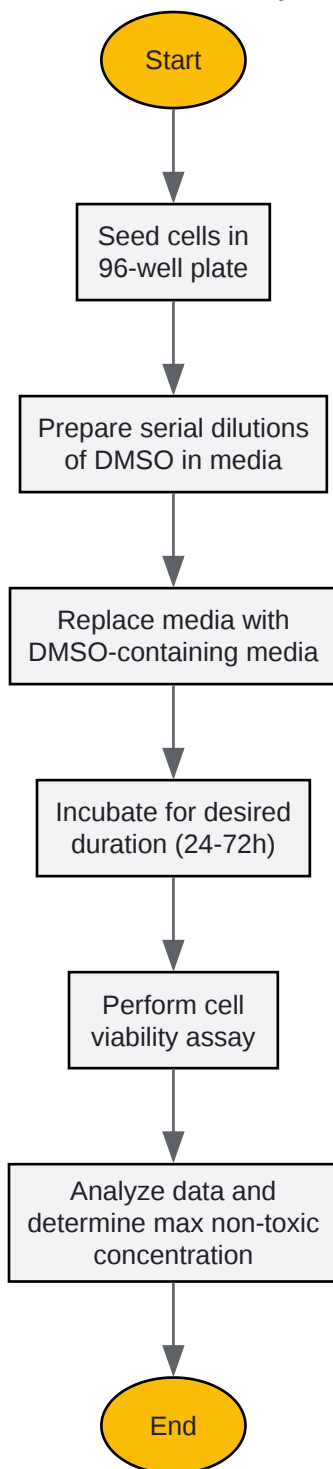 Start
Seed cells in
96-well plate
Prepare serial dilutions
of DMSO in media
Replace media with
DMSO-containing media
Incubate for desired
duration (24-72h)
Perform cell
viability assay
Analyze data and
determine max non-toxic
concentration
End